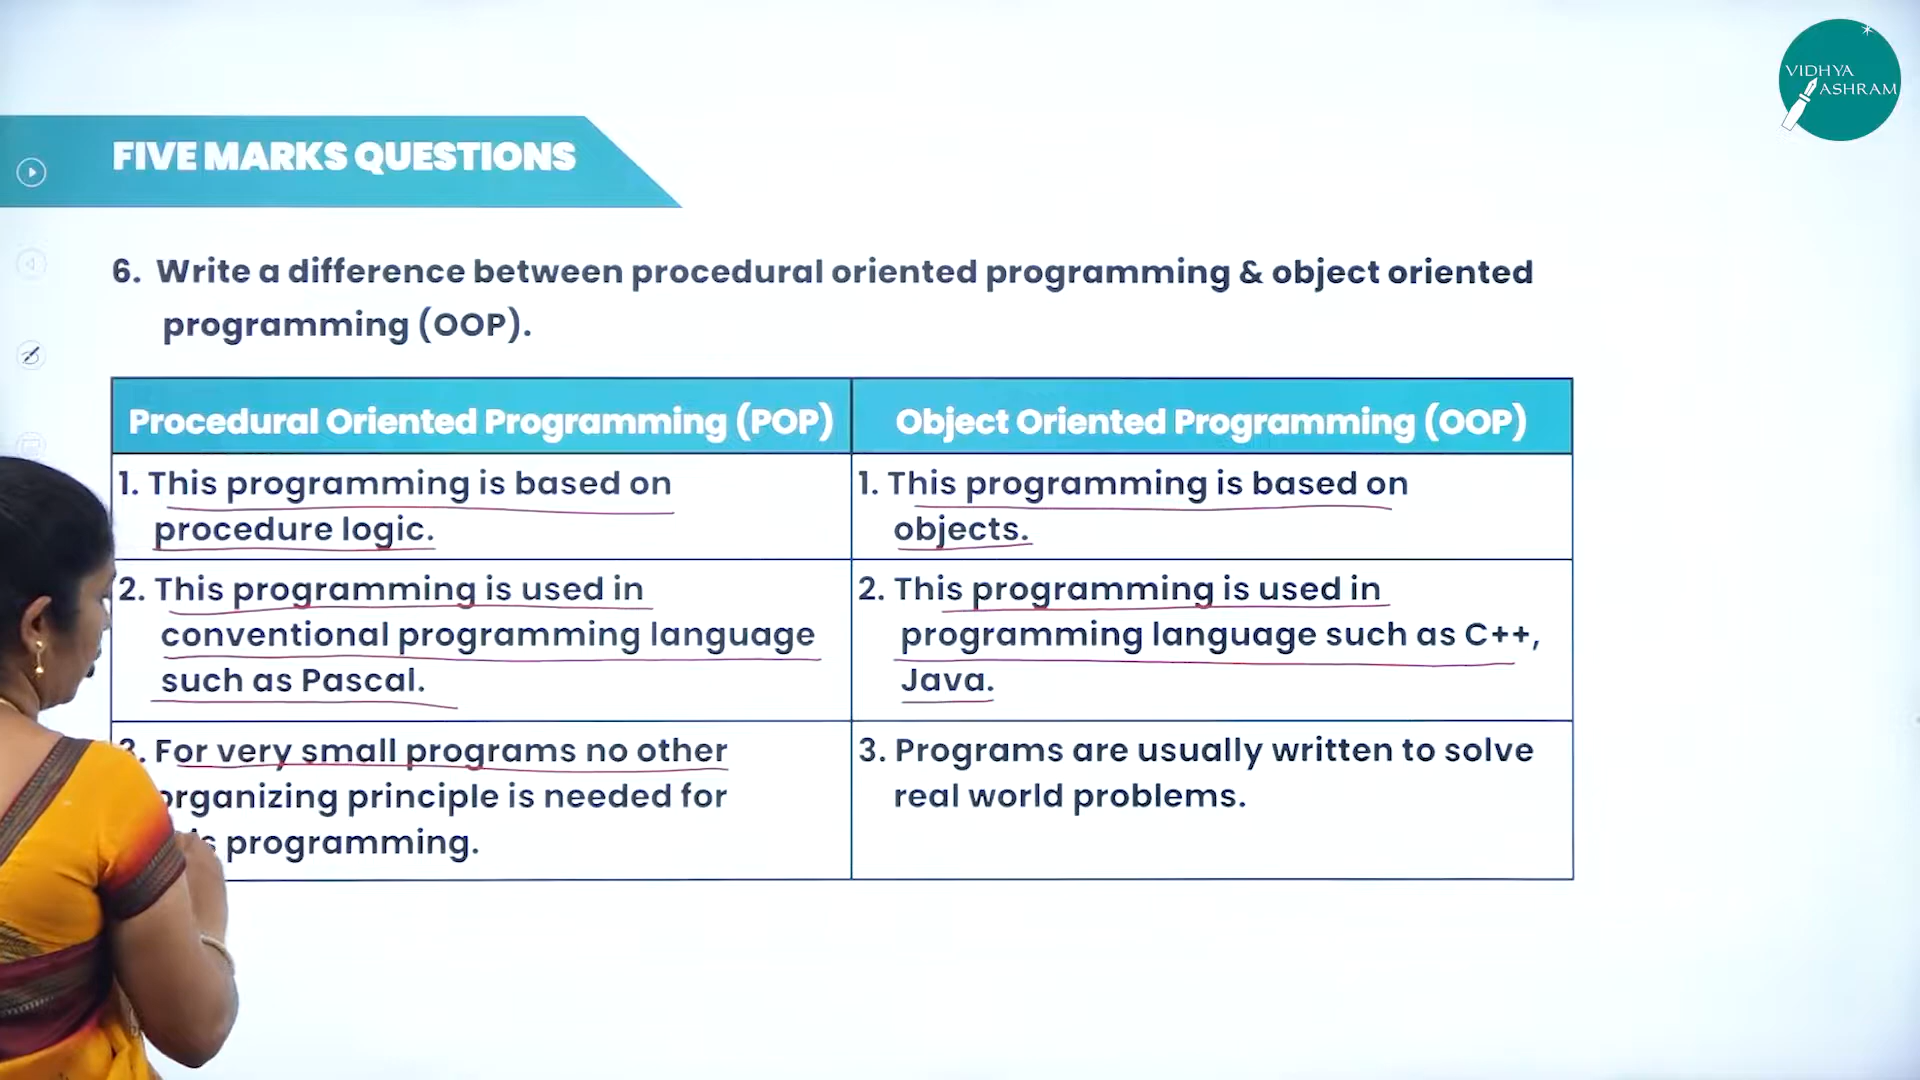 VIDHYA
ASHRAM
FIVE MARKS QUESTIONS
6. Write a difference between procedural oriented programming & object oriented
programming (OOP).
Procedural Oriented Programming (POP)
Object Oriented Programming (OOP)
1. This programming is based on
procedure logic.
1. This programming is based on
objects.
2. This programming is used in
conventional programming language
such as Pascal.
2. This programming is used in
programming language such as C++,
Java.
3. For very small programs no other
organizing principle is needed for
programming.
3. Programs are usually written to solve
real world problems.